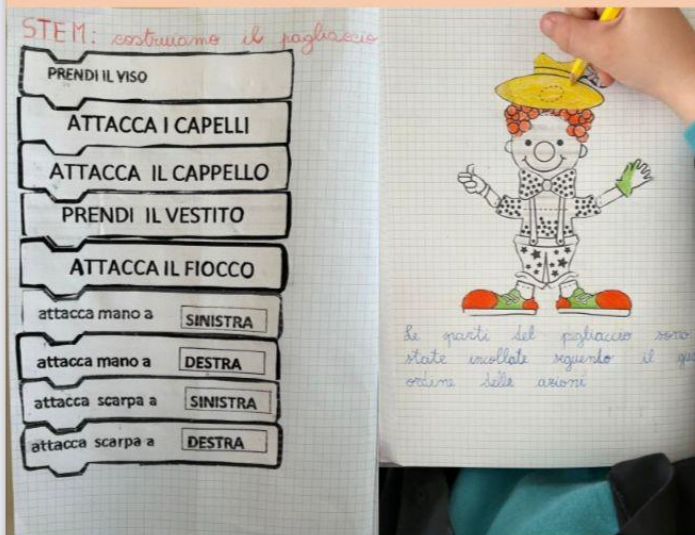 STEM: costruiamo il pagliaccio
PRENDI IL VISO
ATTACCA I CAPELLI
ATTACCA IL CAPPELLO
PRENDI IL VESTITO
ATTACCA IL FIOCCO
attacca mano a SINISTRA
attacca mano a DESTRA
attacca scarpa a SINISTRA
attacca scarpa a DESTRA
Le parti del pagliaccio sono
state incollate seguendo il
ordine delle azioni